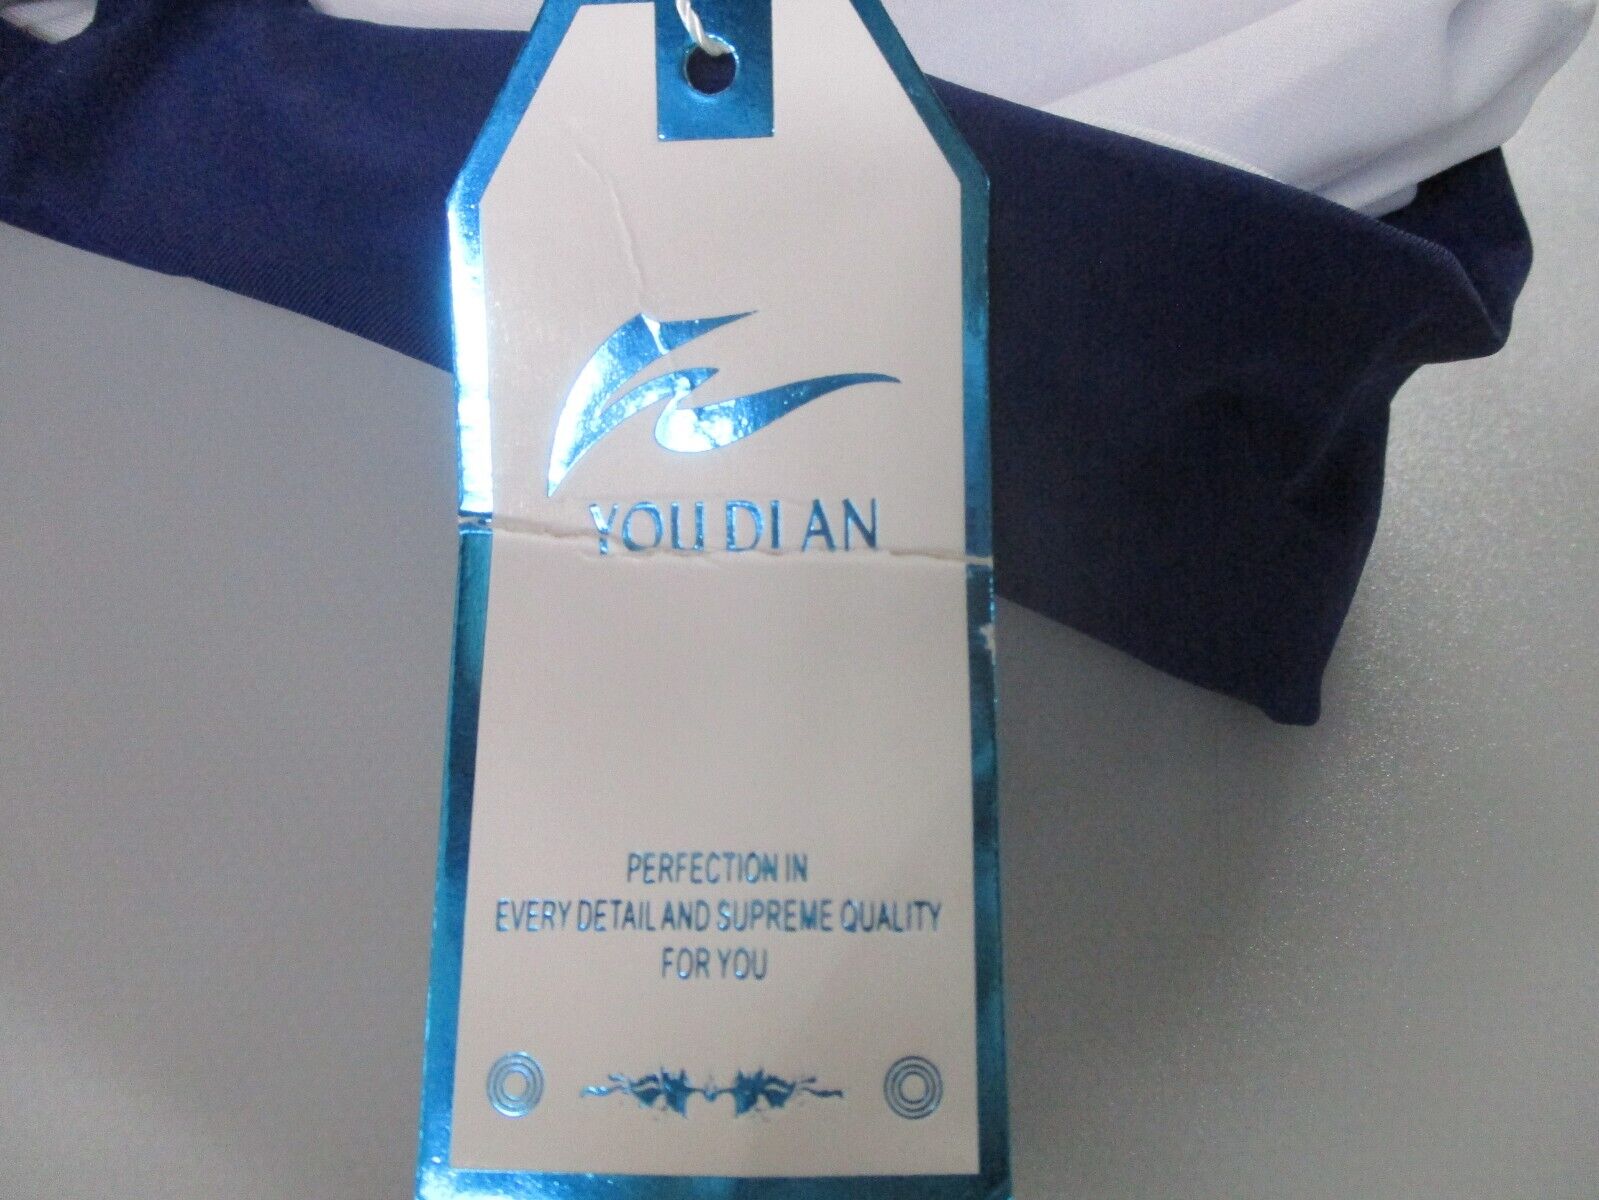 YOU DI AN
PERFECTION IN
EVERY DETAIL AND SUPREME QUALITY
FOR YOU